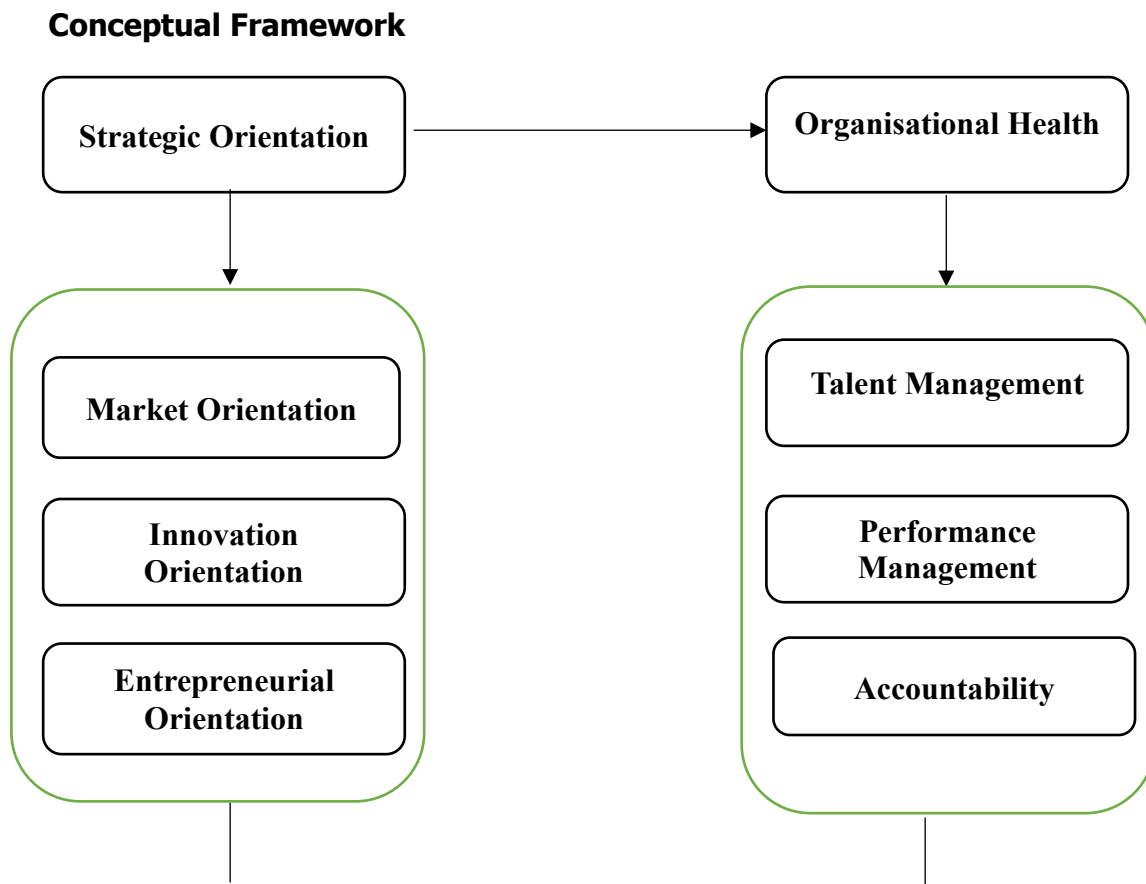 Conceptual Framework
Strategic Orientation
Organisational Health
Market Orientation
Innovation
Orientation
Entrepreneurial
Orientation
Talent Management
Performance
Management
Accountability